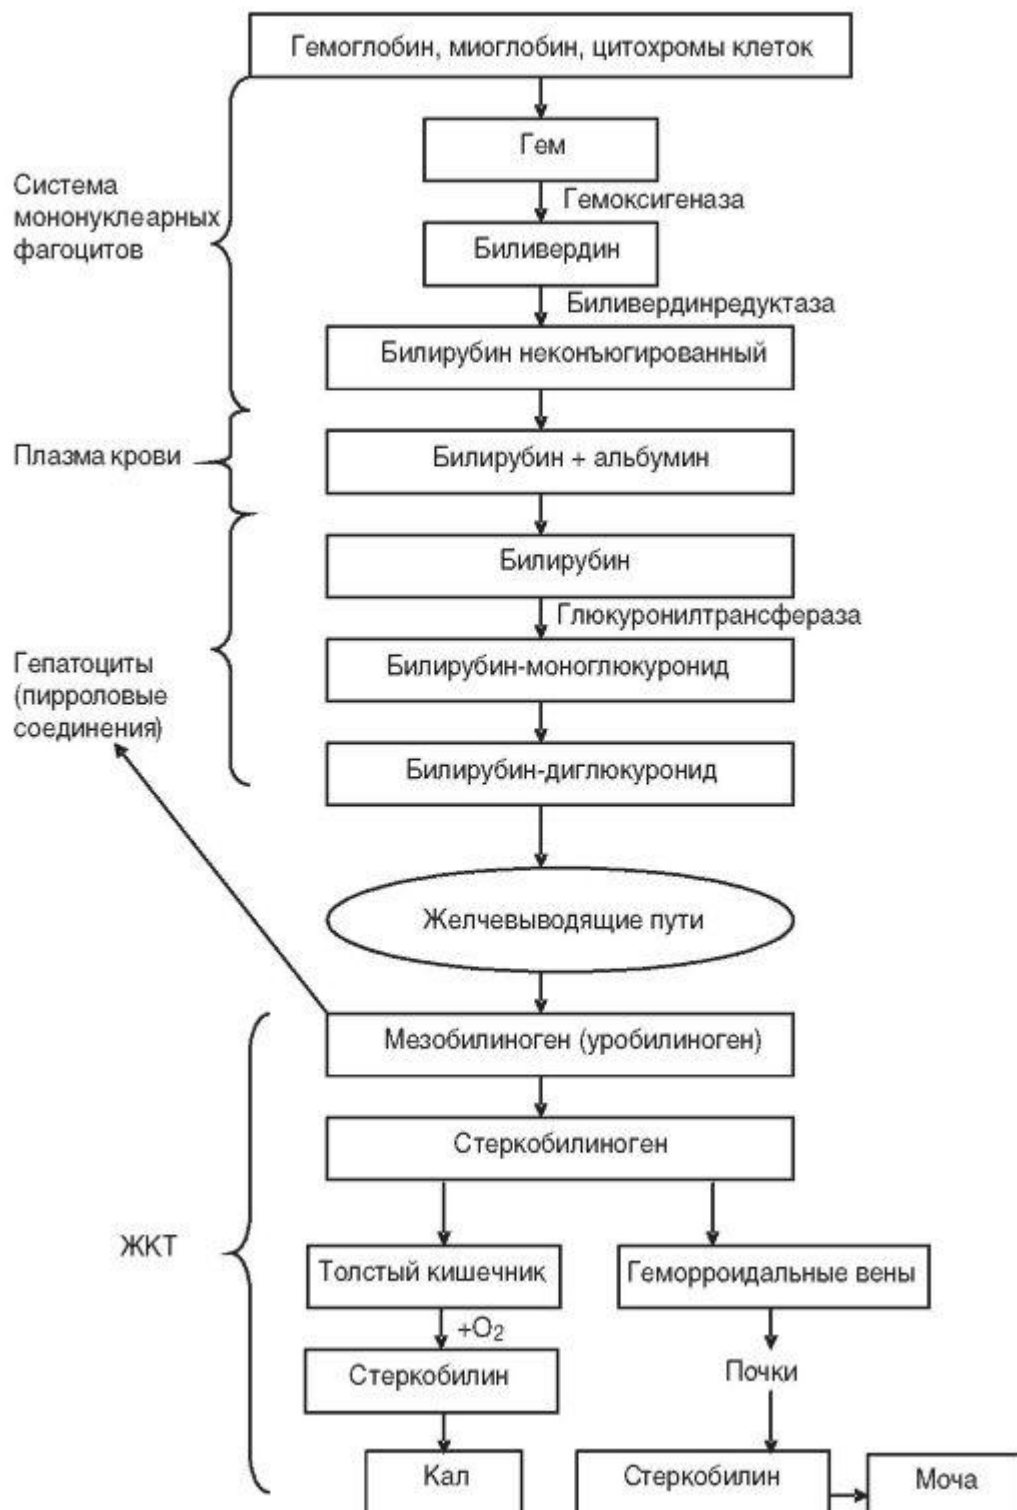 Гемоглобин, миоглобин, цитохромы клеток
Гем
Гемоксигеназа
Система
мононуклеарных
фагоцитов
Биливердин
Биливердинредуктаза
Билирубин неконъюгированный
Плазма крови
Билирубин + альбумин
Билирубин
Глюкуронилтрансфераза
Гепатоциты
(пирроловые
соединения)
Билирубин-моноглюкуронид
Билирубин-диглюкуронид
Желчевыводящие пути
Мезобилиноген (уробилиноген)
Стеркобилиноген
ЖКТ
Толстый кишечник
Геморроидальные вены
+O₂
Стеркобилин
Почки
Кал
Стеркобилин
Моча